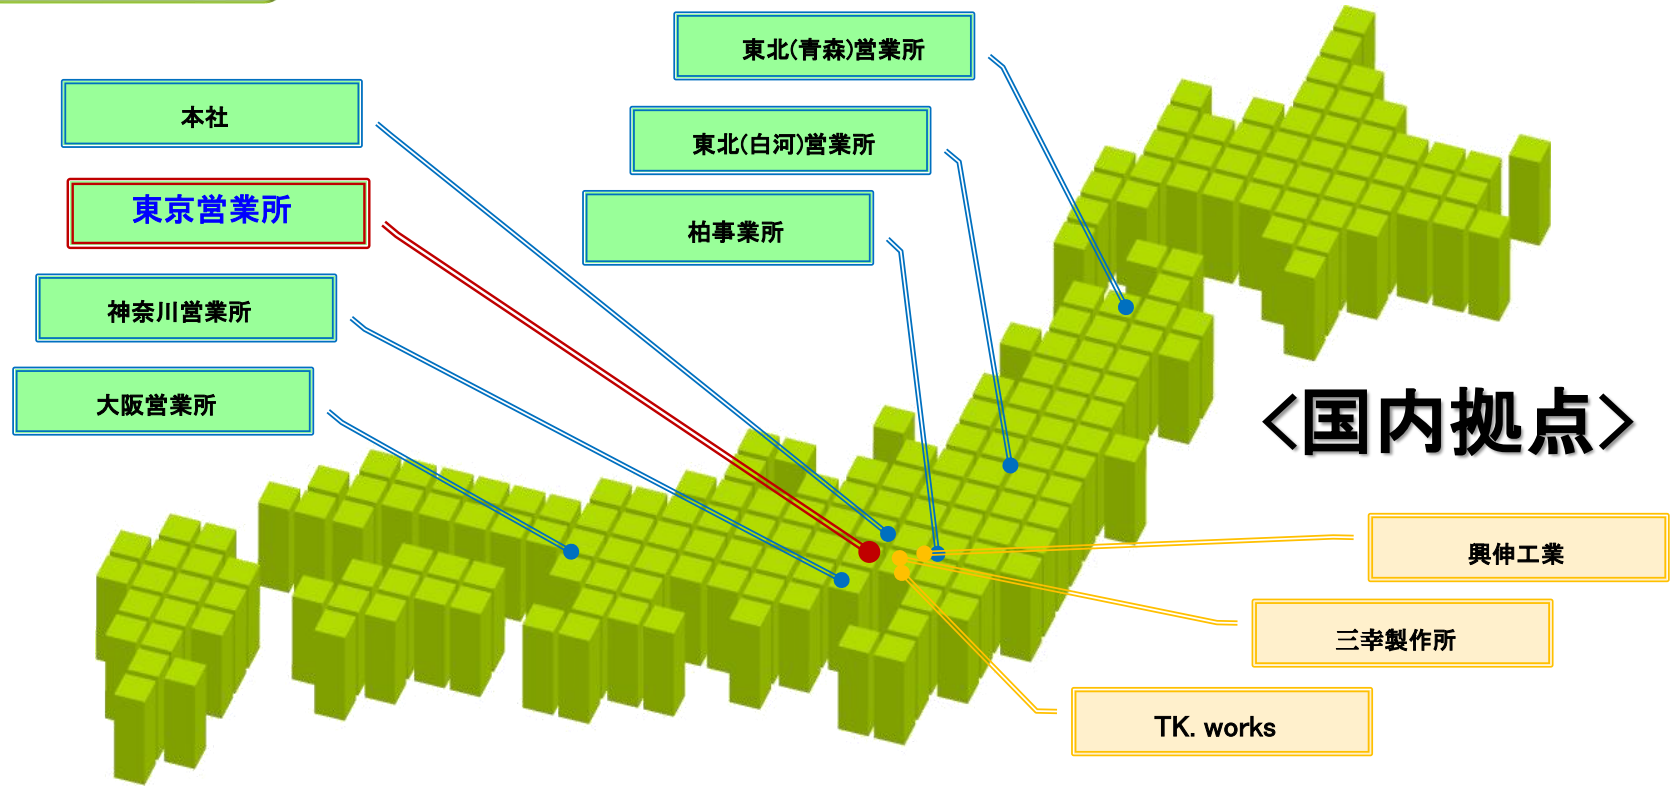 東北(青森)営業所
本社
東北(白河)営業所
東京営業所
柏事業所
神奈川営業所
大阪営業所
<国内拠点>
興伸工業
三幸製作所
TK. works